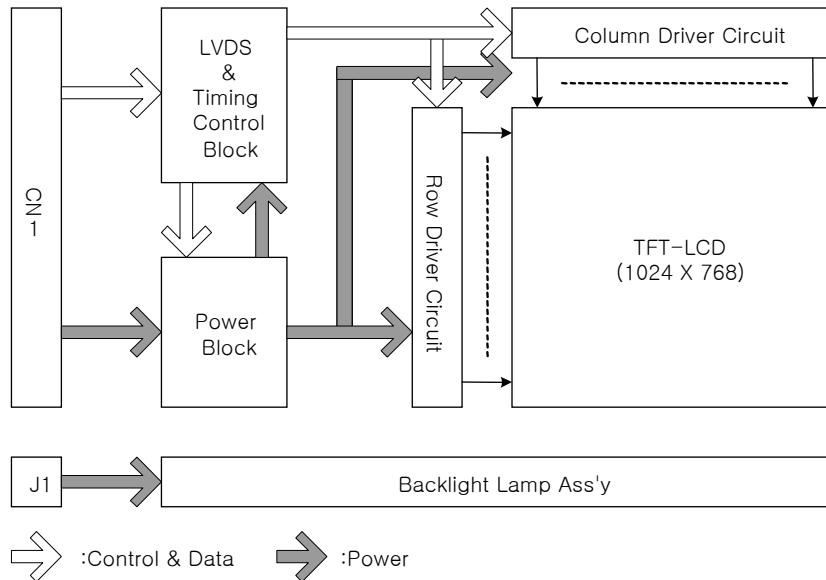 LVDS
&
Timing
Control
Block
Column Driver Circuit
CN1
Row Driver Circuit
TFT-LCD
(1024 X 768)
Power
Block
J1
Backlight Lamp Ass'y
:Control & Data
:Power